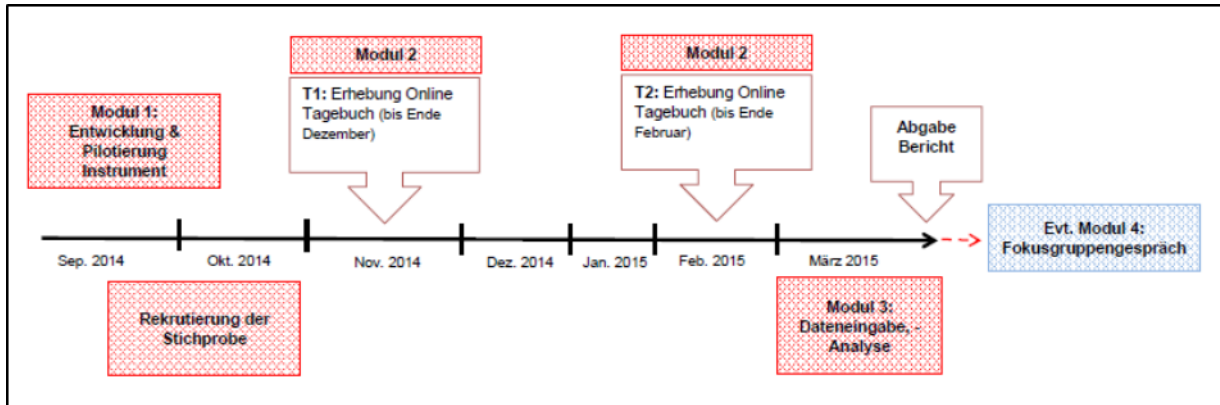 Modul 1:
Entwicklung &
Pilotierung
Instrument
Modul 2
T1: Erhebung Online
Tagebuch (bis Ende
Dezember)
Modul 2
T2: Erhebung Online
Tagebuch (bis Ende
Februar)
Abgabe
Bericht
Evt. Modul 4:
Fokusgruppengespräch
Sep. 2014
Okt. 2014
Nov. 2014
Dez. 2014
Jan. 2015
Feb. 2015
März 2015
Rekrutierung der
Stichprobe
Modul 3:
Dateneingabe, -
Analyse